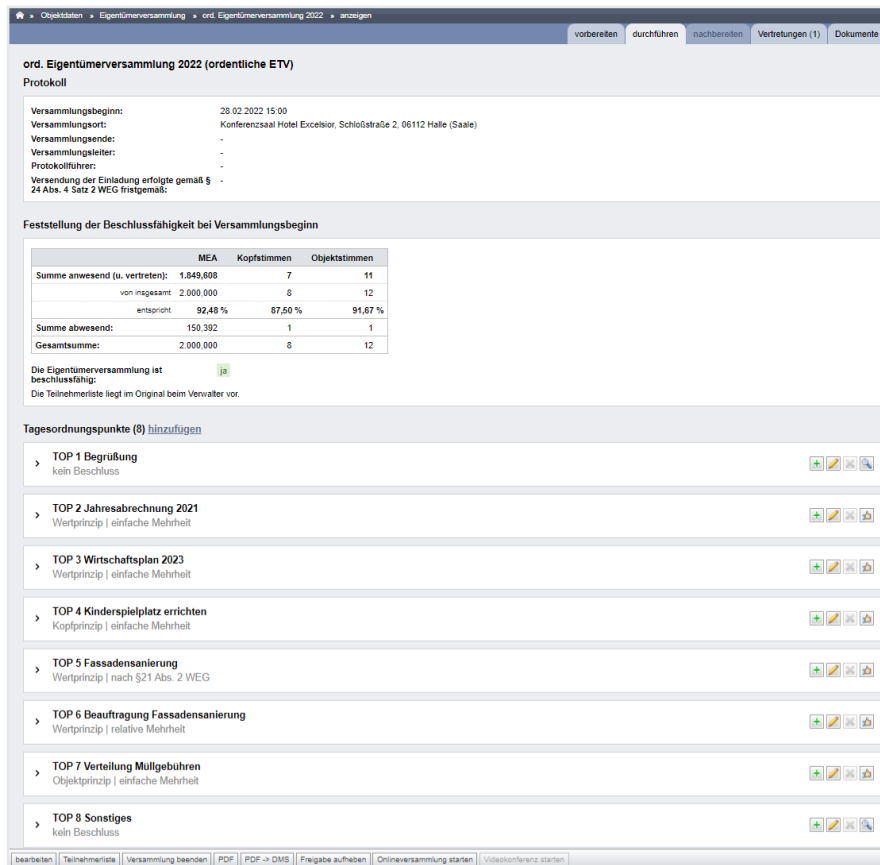 » Objektdaten » Eigentümerversammlung » ord. Eigentümerversammlung 2022 » anzeigen
vorbereiten durchführen nachbereiten Vertretungen (1) Dokumente
ord. Eigentümerversammlung 2022 (ordentliche ETV)
Protokoll
Versammlungsbeginn: 28.02.2022 15:00
Versammlungsort: Konferenzsaal Hotel Excelsior, Schloßstraße 2, 06112 Halle (Saale)
Versammlungsende: -
Versammlungsleiter: -
Protokollführer: -
Versendung der Einladung erfolgte gemäß § -
24 Abs. 4 Satz 2 WEG fristgemäß:
Feststellung der Beschlussfähigkeit bei Versammlungsbeginn
MEA Kopfstimmen Objektstimmen
Summe anwesend (u. vertreten): 1.849,608 7 11
von insgesamt 2.000,000 8 12
entspricht 92,48 % 87,50 % 91,67 %
Summe abwesend: 150,392 1 1
Gesamtsumme: 2.000,000 8 12
Die Eigentümerversammlung ist ja
beschlussfähig:
Die Teilnehmerliste liegt im Original beim Verwalter vor.
Tagesordnungspunkte (8) hinzufügen
TOP 1 Begrüßung
kein Beschluss
TOP 2 Jahresabrechnung 2021
Wertprinzip | einfache Mehrheit
TOP 3 Wirtschaftsplan 2023
Wertprinzip | einfache Mehrheit
TOP 4 Kinderspielplatz errichten
Kopfprinzip | einfache Mehrheit
TOP 5 Fassadensanierung
Wertprinzip | nach §21 Abs. 2 WEG
TOP 6 Beauftragung Fassadensanierung
Wertprinzip | relative Mehrheit
TOP 7 Verteilung Müllgebühren
Objektprinzip | einfache Mehrheit
TOP 8 Sonstiges
kein Beschluss
bearbeiten Teilnehmerliste Versammlung beenden PDF PDF -> DMS Freigabe aufheben Onlineversammlung starten Videokonferenz starten